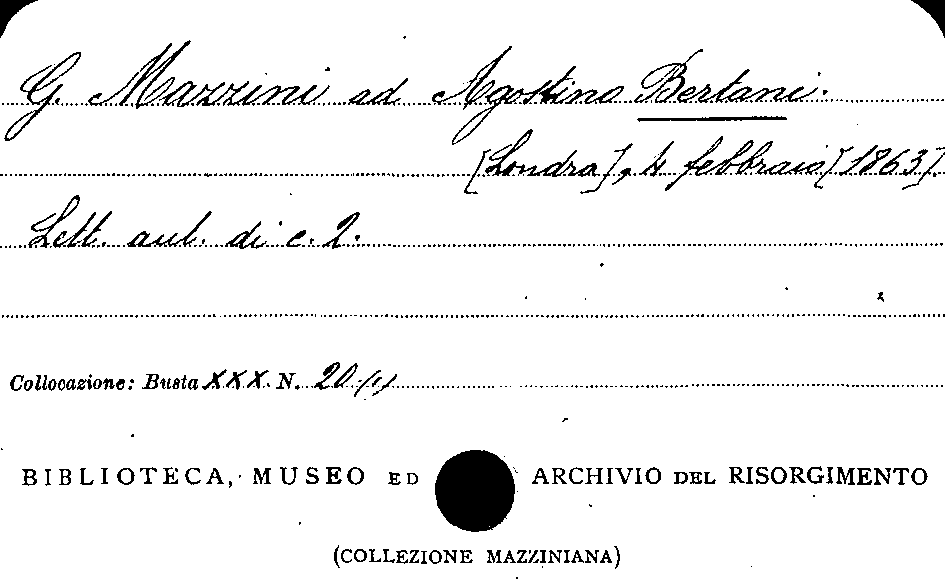 G. Mazzini ad Agostino Bertani.
[Londra], 4 febbraio [1863].
Lett. aut. di c. 2.
Collocazione: Busta XXX. N. 20 (1)
BIBLIOTECA, MUSEO ED ARCHIVIO DEL RISORGIMENTO
(COLLEZIONE MAZZINIANA)